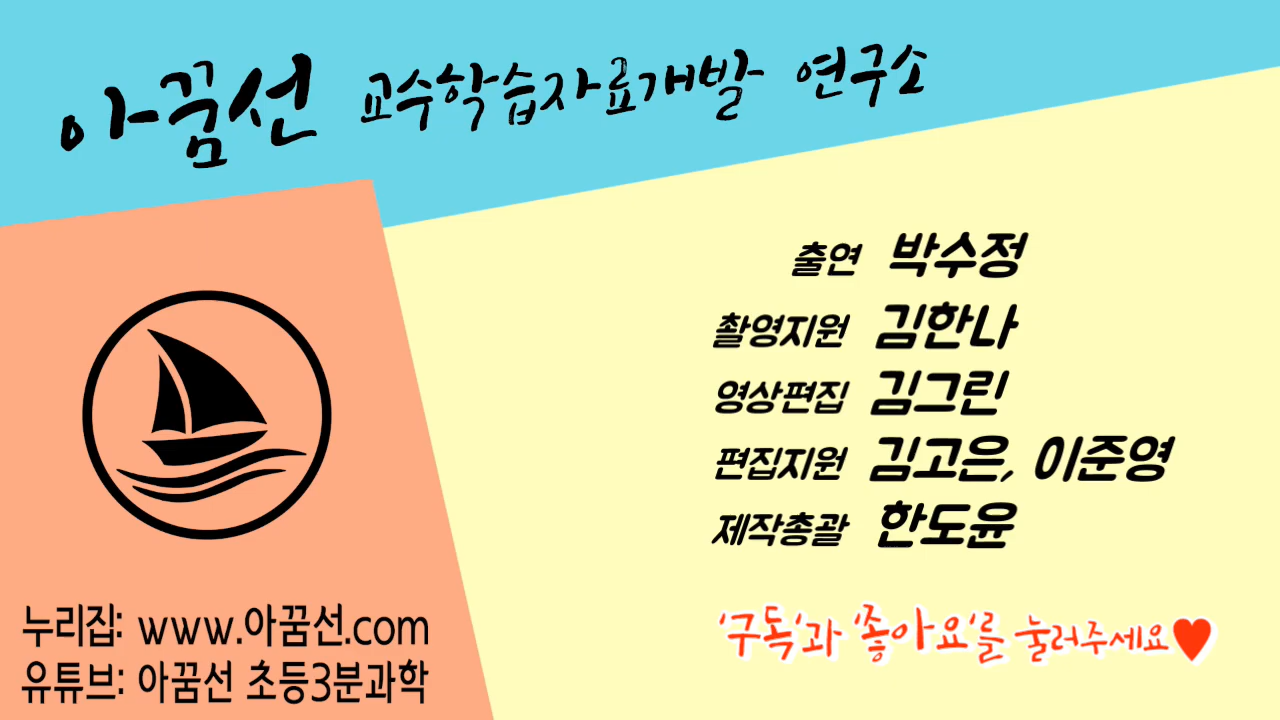 아꿈선 교수학습자료개발 연구소
출연 박수정
촬영지원 김한나
영상편집 김그린
편집지원 김고은, 이준영
제작총괄 한도윤
'구독'과 '좋아요'를 눌러주세요♥
누리집: www.아꿈선.com
유튜브: 아꿈선 초등3분과학